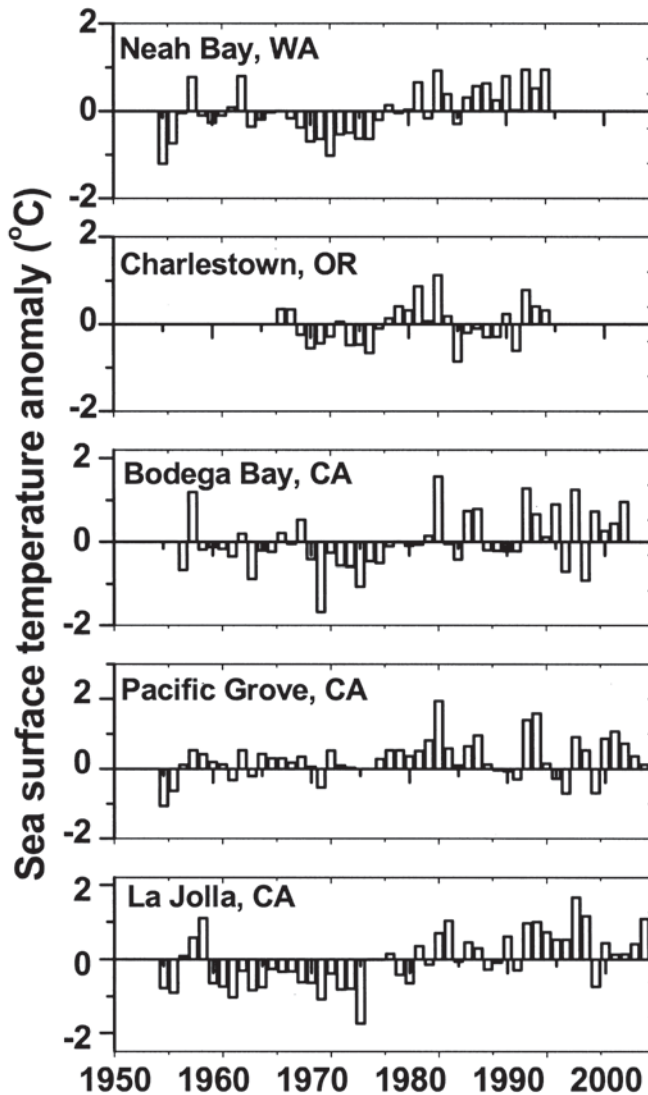 Sea surface temperature anomaly (°C)
2
Neah Bay, WA
0
-2
2
Charlestown, OR
0
-2
2
Bodega Bay, CA
0
-2
2
Pacific Grove, CA
0
-2
2
La Jolla, CA
0
-2
1950 1960 1970 1980 1990 2000